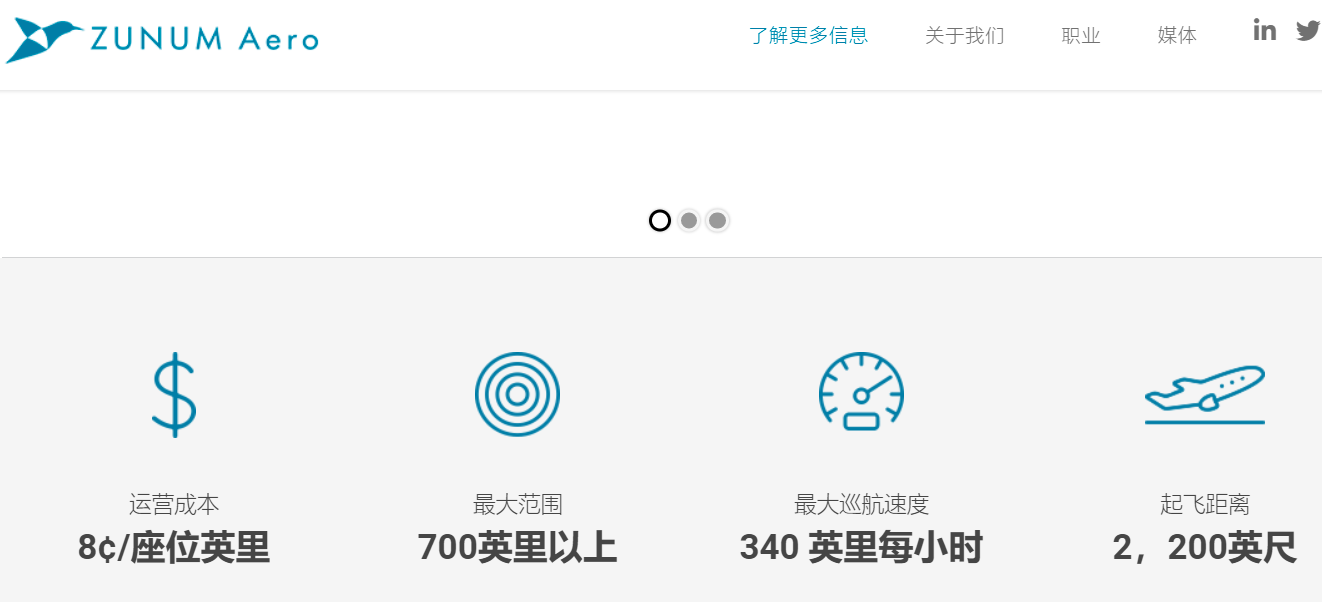 ZUNUM Aero
了解更多信息 关于我们 职业 媒体 in
运营成本 最大范围 最大巡航速度 起飞距离
8¢/座位英里 700英里以上 340 英里每小时 2，200英尺